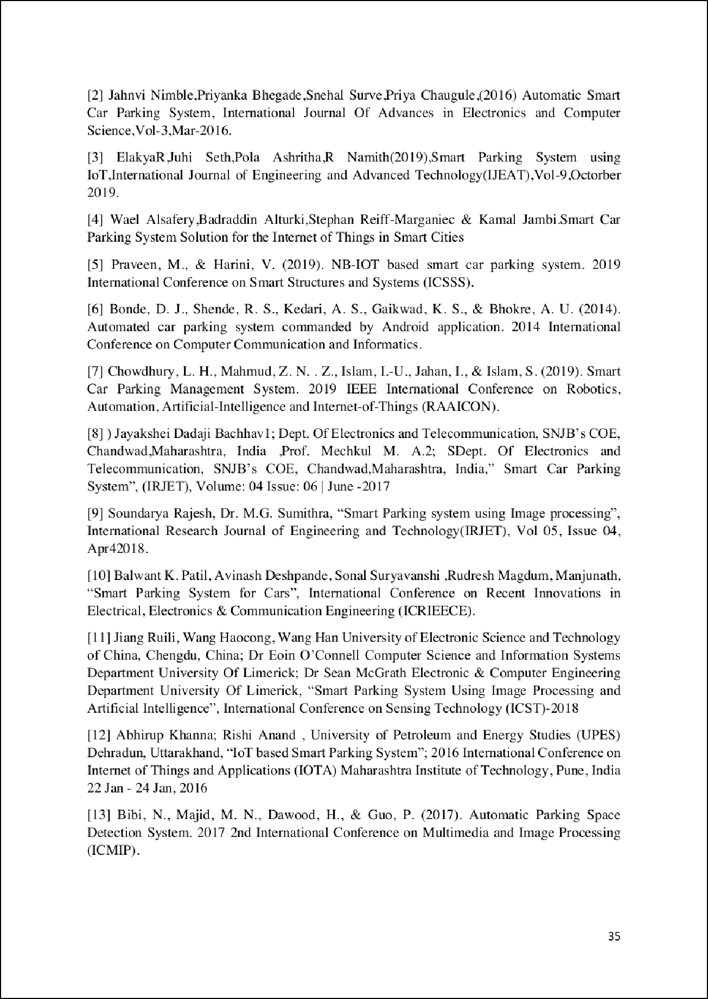 [2] Jahnvi Nimble,Priyanka Bhegade,Snehal Surve,Priya Chaugule,(2016) Automatic Smart
Car Parking System, International Journal Of Advances in Electronics and Computer
Science,Vol-3,Mar-2016.
[3] ElakyaR,Juhi Seth,Pola Ashritha,R Namith(2019),Smart Parking System using
IoT,International Journal of Engineering and Advanced Technology(IJEAT),Vol-9,Octorber
2019.
[4] Wael Alsafery,Badraddin Alturki,Stephan Reiff-Marganiec & Kamal Jambi.Smart Car
Parking System Solution for the Internet of Things in Smart Cities
[5] Praveen, M., & Harini, V. (2019). NB-IOT based smart car parking system. 2019
International Conference on Smart Structures and Systems (ICSSS).
[6] Bonde, D. J., Shende, R. S., Kedari, A. S., Gaikwad, K. S., & Bhokre, A. U. (2014).
Automated car parking system commanded by Android application. 2014 International
Conference on Computer Communication and Informatics.
[7] Chowdhury, L. H., Mahmud, Z. N. . Z., Islam, I.-U., Jahan, I., & Islam, S. (2019). Smart
Car Parking Management System. 2019 IEEE International Conference on Robotics,
Automation, Artificial-Intelligence and Internet-of-Things (RAAICON).
[8] ) Jayakshei Dadaji Bachhav1; Dept. Of Electronics and Telecommunication, SNJB’s COE,
Chandwad,Maharashtra, India ,Prof. Mechkul M. A.2; SDept. Of Electronics and
Telecommunication, SNJB’s COE, Chandwad,Maharashtra, India,” Smart Car Parking
System”, (IRJET), Volume: 04 Issue: 06 | June -2017
[9] Soundarya Rajesh, Dr. M.G. Sumithra, “Smart Parking system using Image processing”,
International Research Journal of Engineering and Technology(IRJET), Vol 05, Issue 04,
Apr42018.
[10] Balwant K. Patil, Avinash Deshpande, Sonal Suryavanshi ,Rudresh Magdum, Manjunath,
“Smart Parking System for Cars”, International Conference on Recent Innovations in
Electrical, Electronics & Communication Engineering (ICRIEECE).
[11] Jiang Ruili, Wang Haocong, Wang Han University of Electronic Science and Technology
of China, Chengdu, China; Dr Eoin O’Connell Computer Science and Information Systems
Department University Of Limerick; Dr Sean McGrath Electronic & Computer Engineering
Department University Of Limerick, “Smart Parking System Using Image Processing and
Artificial Intelligence”, International Conference on Sensing Technology (ICST)-2018
[12] Abhirup Khanna; Rishi Anand , University of Petroleum and Energy Studies (UPES)
Dehradun, Uttarakhand, “IoT based Smart Parking System”; 2016 International Conference on
Internet of Things and Applications (IOTA) Maharashtra Institute of Technology, Pune, India
22 Jan - 24 Jan, 2016
[13] Bibi, N., Majid, M. N., Dawood, H., & Guo, P. (2017). Automatic Parking Space
Detection System. 2017 2nd International Conference on Multimedia and Image Processing
(ICMIP).
35